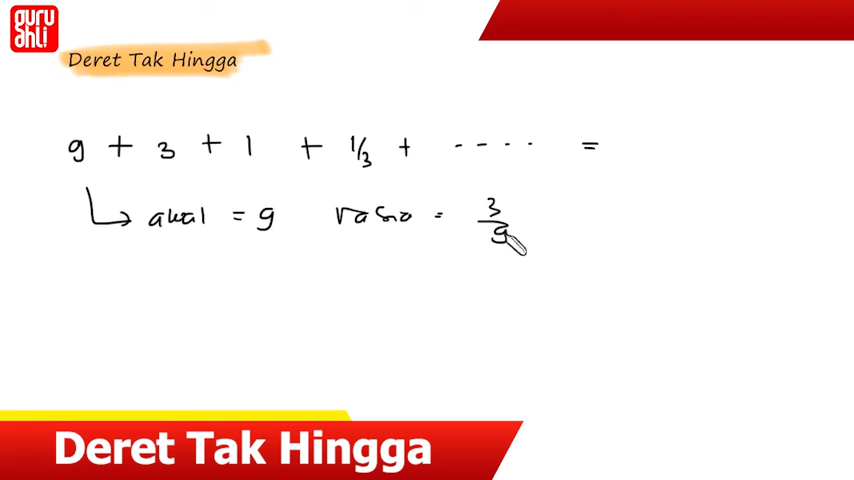 guru
ahli
Deret Tak Hingga
9 + 3 + 1 + 1/3 + ..... =
awal = 9 rasio = 3/9
Deret Tak Hingga